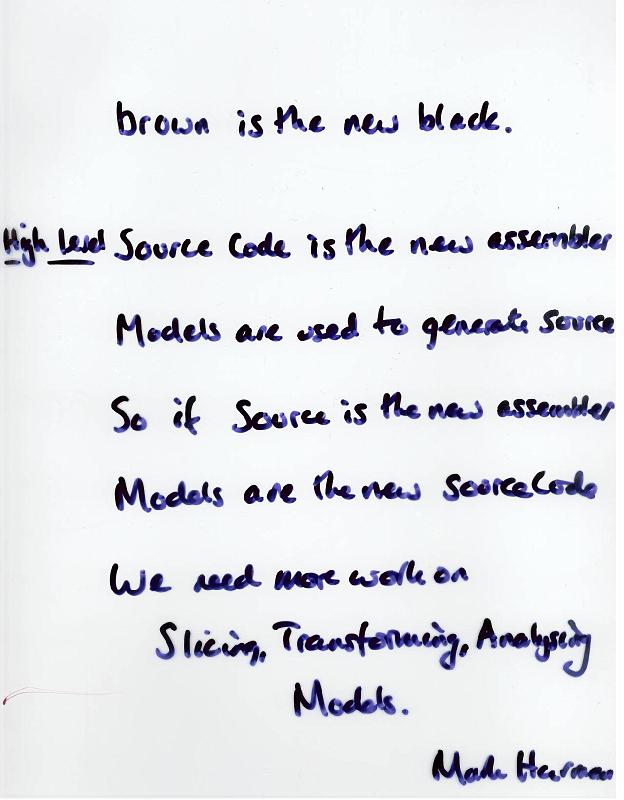 brown is the new black.
High Level Source Code is the new assembler
Models are used to generate source
So if Source is the new assembler
Models are the new Source Code
We need more work on
Slicing, Transforming, Analysing
Models.
Mark Harman